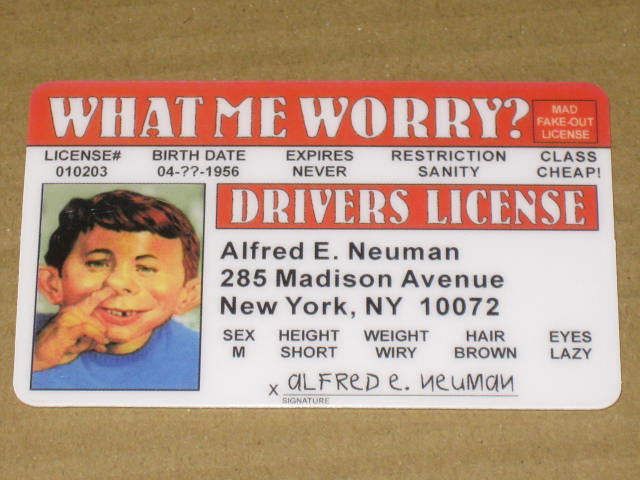 WHAT ME WORRY?
MAD
FAKE-OUT
LICENSE
LICENSE# BIRTH DATE EXPIRES RESTRICTION CLASS
010203 04-??-1956 NEVER SANITY CHEAP!
DRIVERS LICENSE
Alfred E. Neuman
285 Madison Avenue
New York, NY 10072
SEX HEIGHT WEIGHT HAIR EYES
M SHORT WIRY BROWN LAZY
x ALFRED E. NEUMAN
SIGNATURE